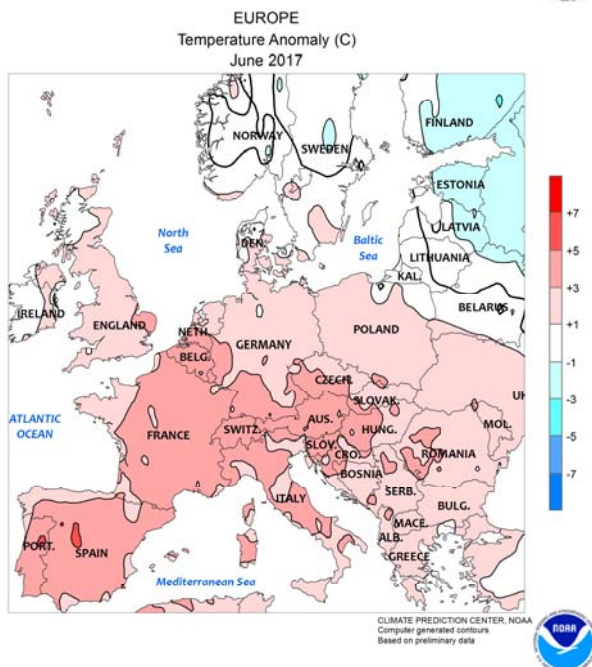 EUROPE
Temperature Anomaly (C)
June 2017
NORWAY
SWEDEN
FINLAND
ESTONIA
LATVIA
LITHUANIA
KAL.
BELARUS
North
Sea
Baltic
Sea
DEN.
IRELAND
ENGLAND
NETH.
BELG.
GERMANY
POLAND
CZECH.
SLOVAK.
UK
MOL.
ATLANTIC
OCEAN
FRANCE
SWITZ.
AUS.
HUNG.
SLOV.
CRO.
ROMANIA
BOSNIA
ITALY
SERB.
BULG.
MACE.
ALB.
GREECE
PORT.
SPAIN
Mediterranean Sea
+7
+5
+3
+1
-1
-3
-5
-7
CLIMATE PREDICTION CENTER, NOAA
Computer generated contours
Based on preliminary data
NOAA